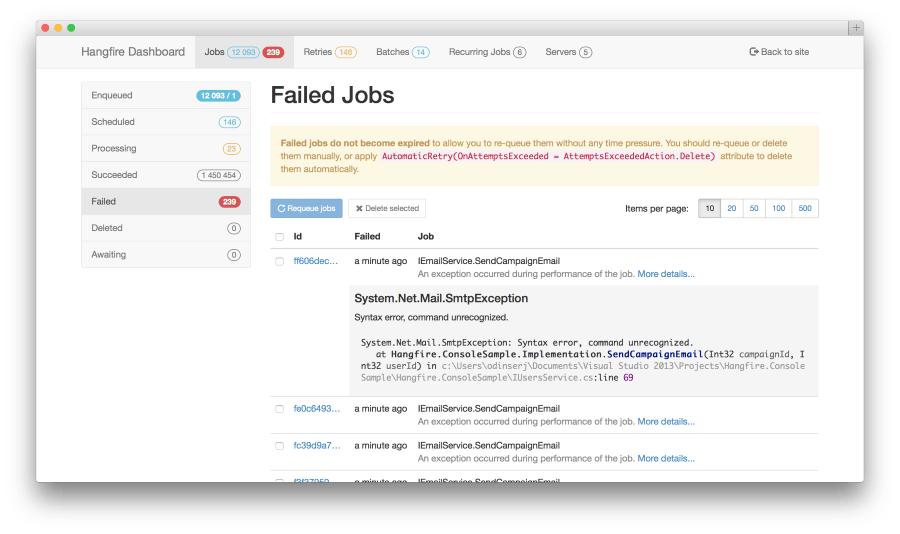 Hangfire Dashboard Jobs 12 093 239 Retries 146 Batches 14 Recurring Jobs 6 Servers 5 Back to site
Enqueued 12 093 / 1
Scheduled 146
Processing 23
Succeeded 1 450 454
Failed 239
Deleted 0
Awaiting 0
Failed Jobs
Failed jobs do not become expired to allow you to re-queue them without any time pressure. You should re-queue or delete
them manually, or apply AutomaticRetry(OnAttemptsExceeded = AttemptsExceededAction.Delete) attribute to delete
them automatically.
Requeue jobs Delete selected Items per page: 10 20 50 100 500
Id Failed Job
ff606dec... a minute ago IEmailService.SendCampaignEmail
An exception occurred during performance of the job. More details...
System.Net.Mail.SmtpException
Syntax error, command unrecognized.
System.Net.Mail.SmtpException: Syntax error, command unrecognized.
at Hangfire.ConsoleSample.Implementation.SendCampaignEmail(Int32 campaignId, I
nt32 userId) in c:\Users\odinserj\Documents\Visual Studio 2013\Projects\Hangfire.Console
Sample\Hangfire.ConsoleSample\IUsersService.cs:line 69
fe0c6493... a minute ago IEmailService.SendCampaignEmail
An exception occurred during performance of the job. More details...
fc39d9a7... a minute ago IEmailService.SendCampaignEmail
An exception occurred during performance of the job. More details...
a minute ago IEmailService.SendCampaignEmail